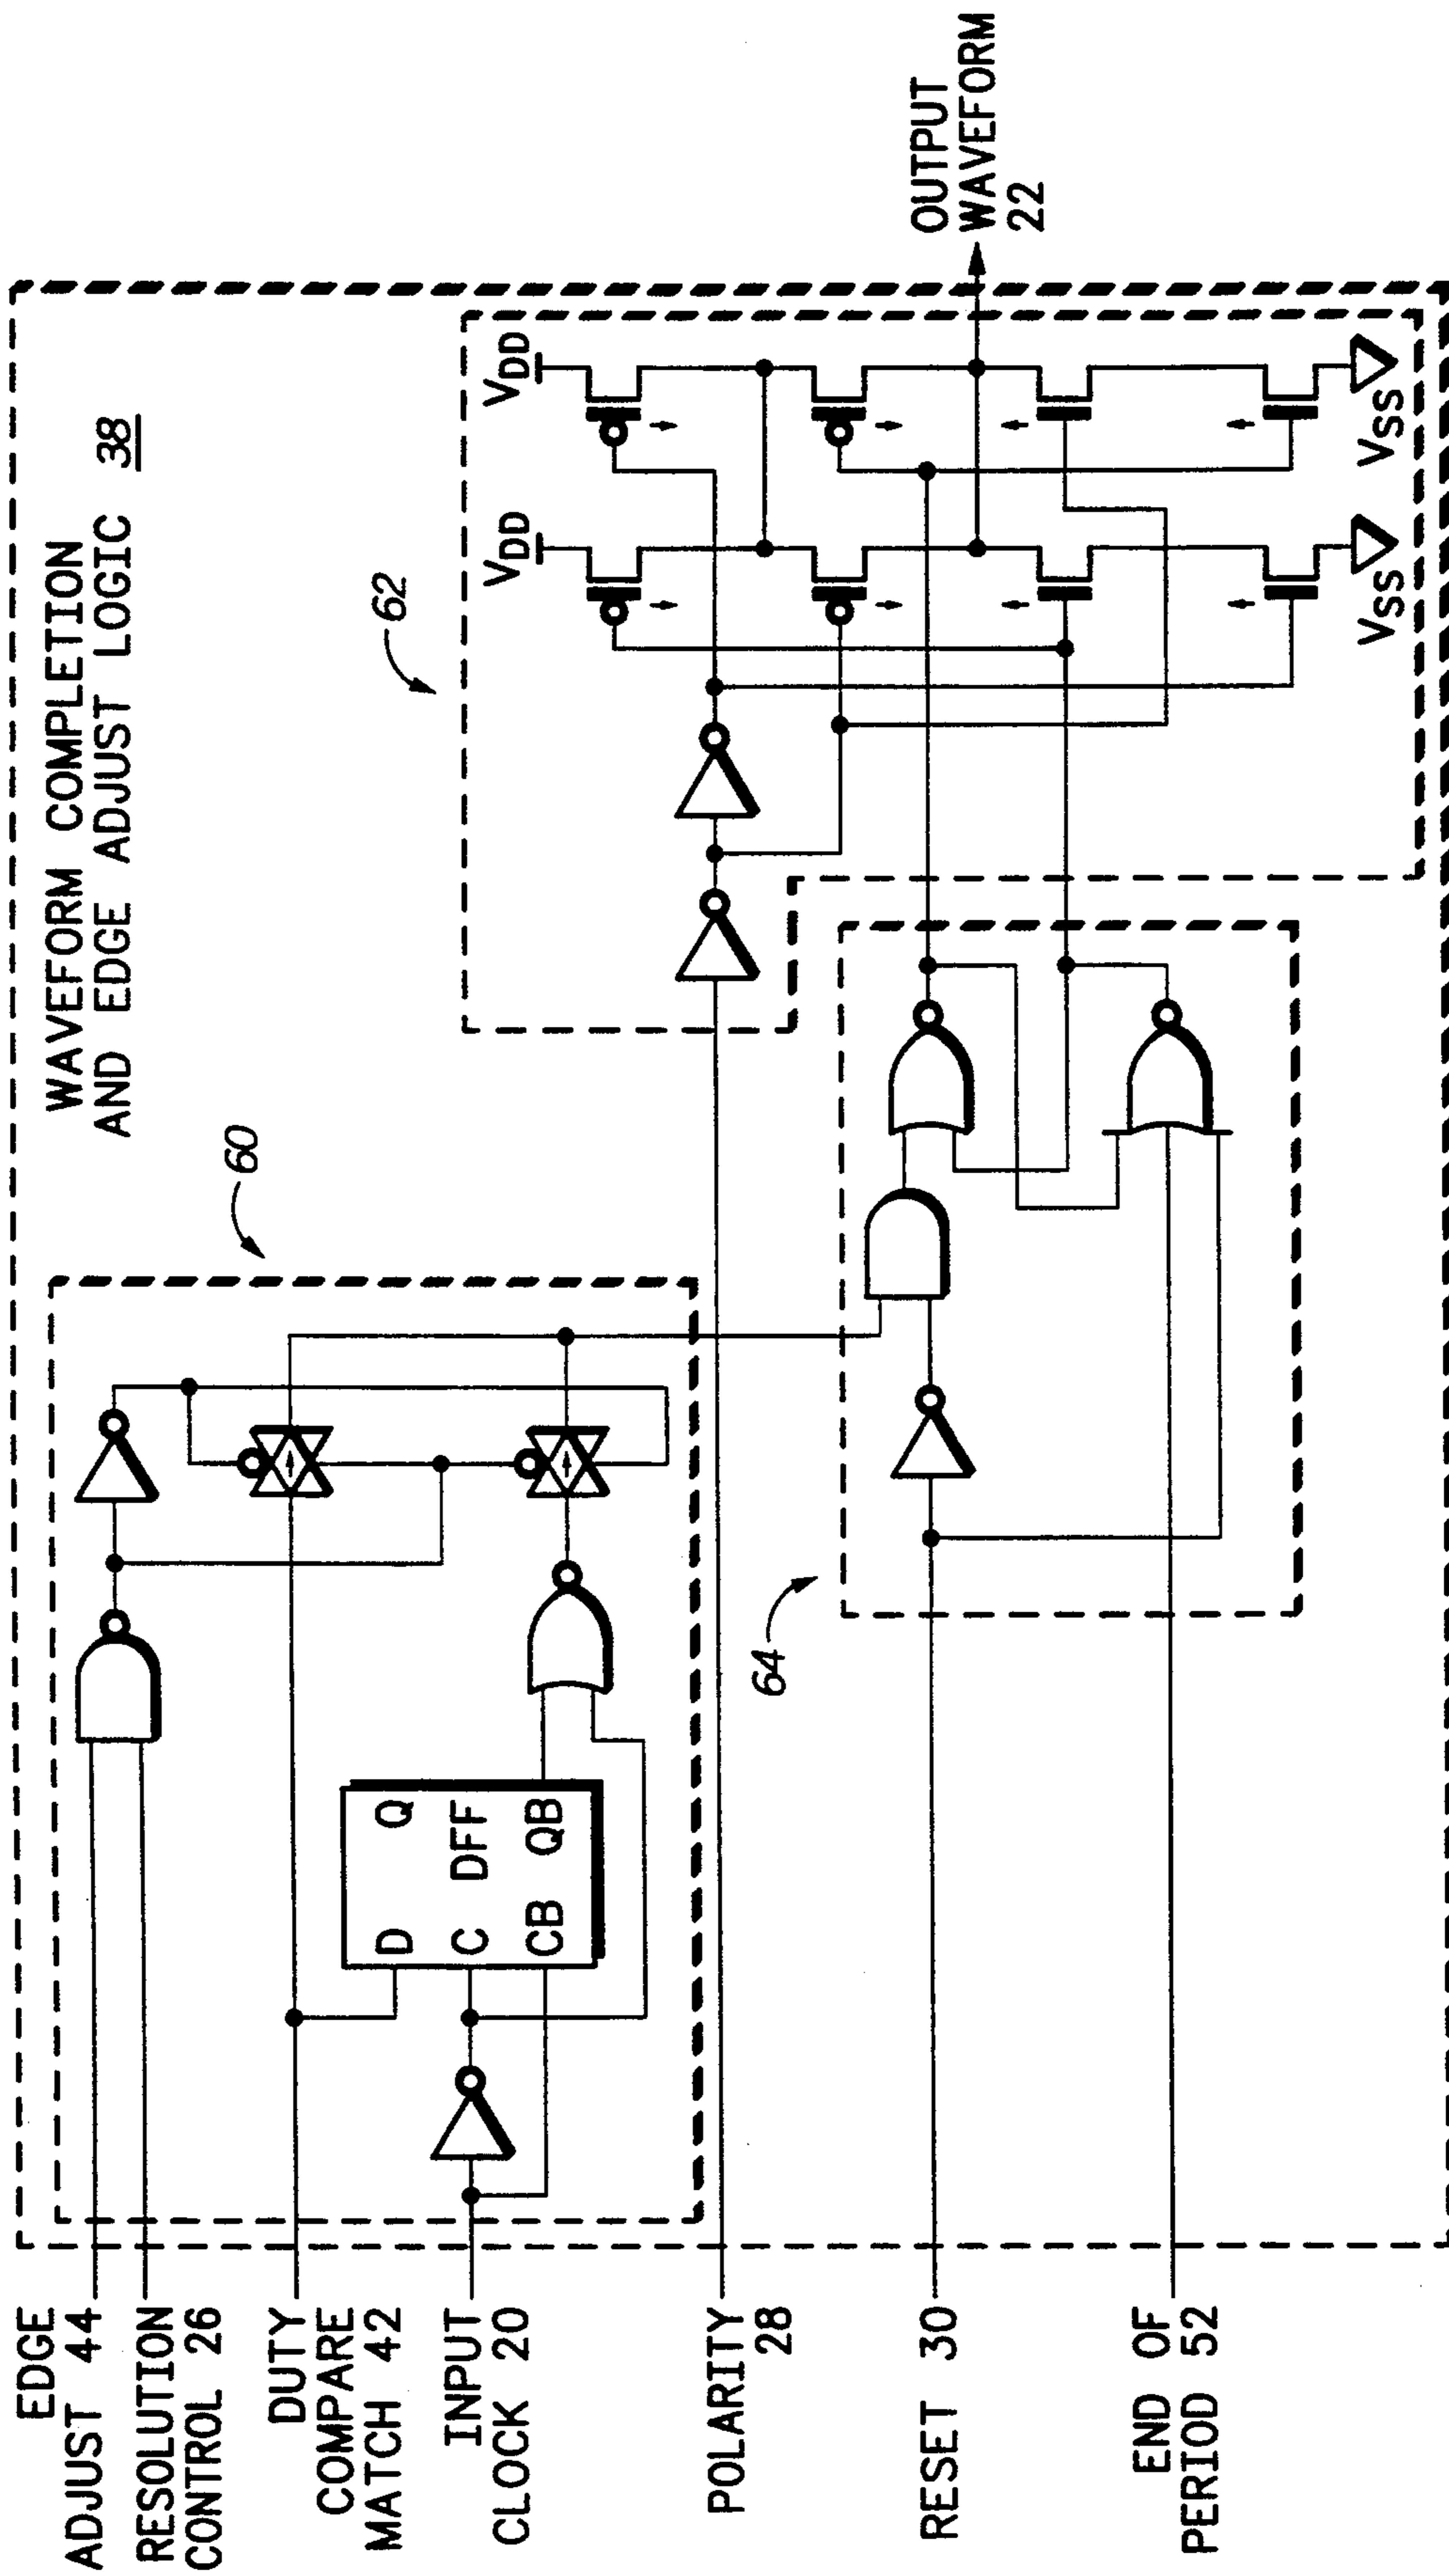 WAVEFORM COMPLETION
AND EDGE ADJUST LOGIC 38
EDGE
ADJUST 44
RESOLUTION
CONTROL 26
DUTY
COMPARE
MATCH 42
INPUT
CLOCK 20
POLARITY
28
RESET 30
END OF
PERIOD 52
60
D Q
C DFF
CB QB
62
VDD
VDD
VSS
VSS
64
OUTPUT
WAVEFORM
22